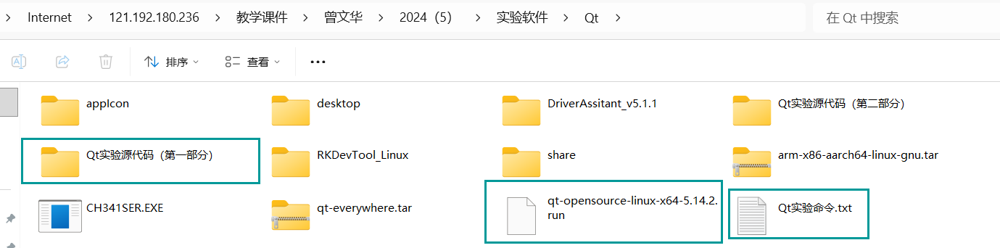 Internet > 121.192.180.236 > 教学课件 > 曾文华 > 2024（5） > 实验软件 > Qt >
在 Qt 中搜索
排序
查看
appIcon
desktop
DriverAssitant_v5.1.1
Qt实验源代码（第二部分）
Qt实验源代码（第一部分）
RKDevTool_Linux
share
arm-x86-aarch64-linux-gnu.tar
CH341SER.EXE
qt-everywhere.tar
qt-opensource-linux-x64-5.14.2.
run
Qt实验命令.txt